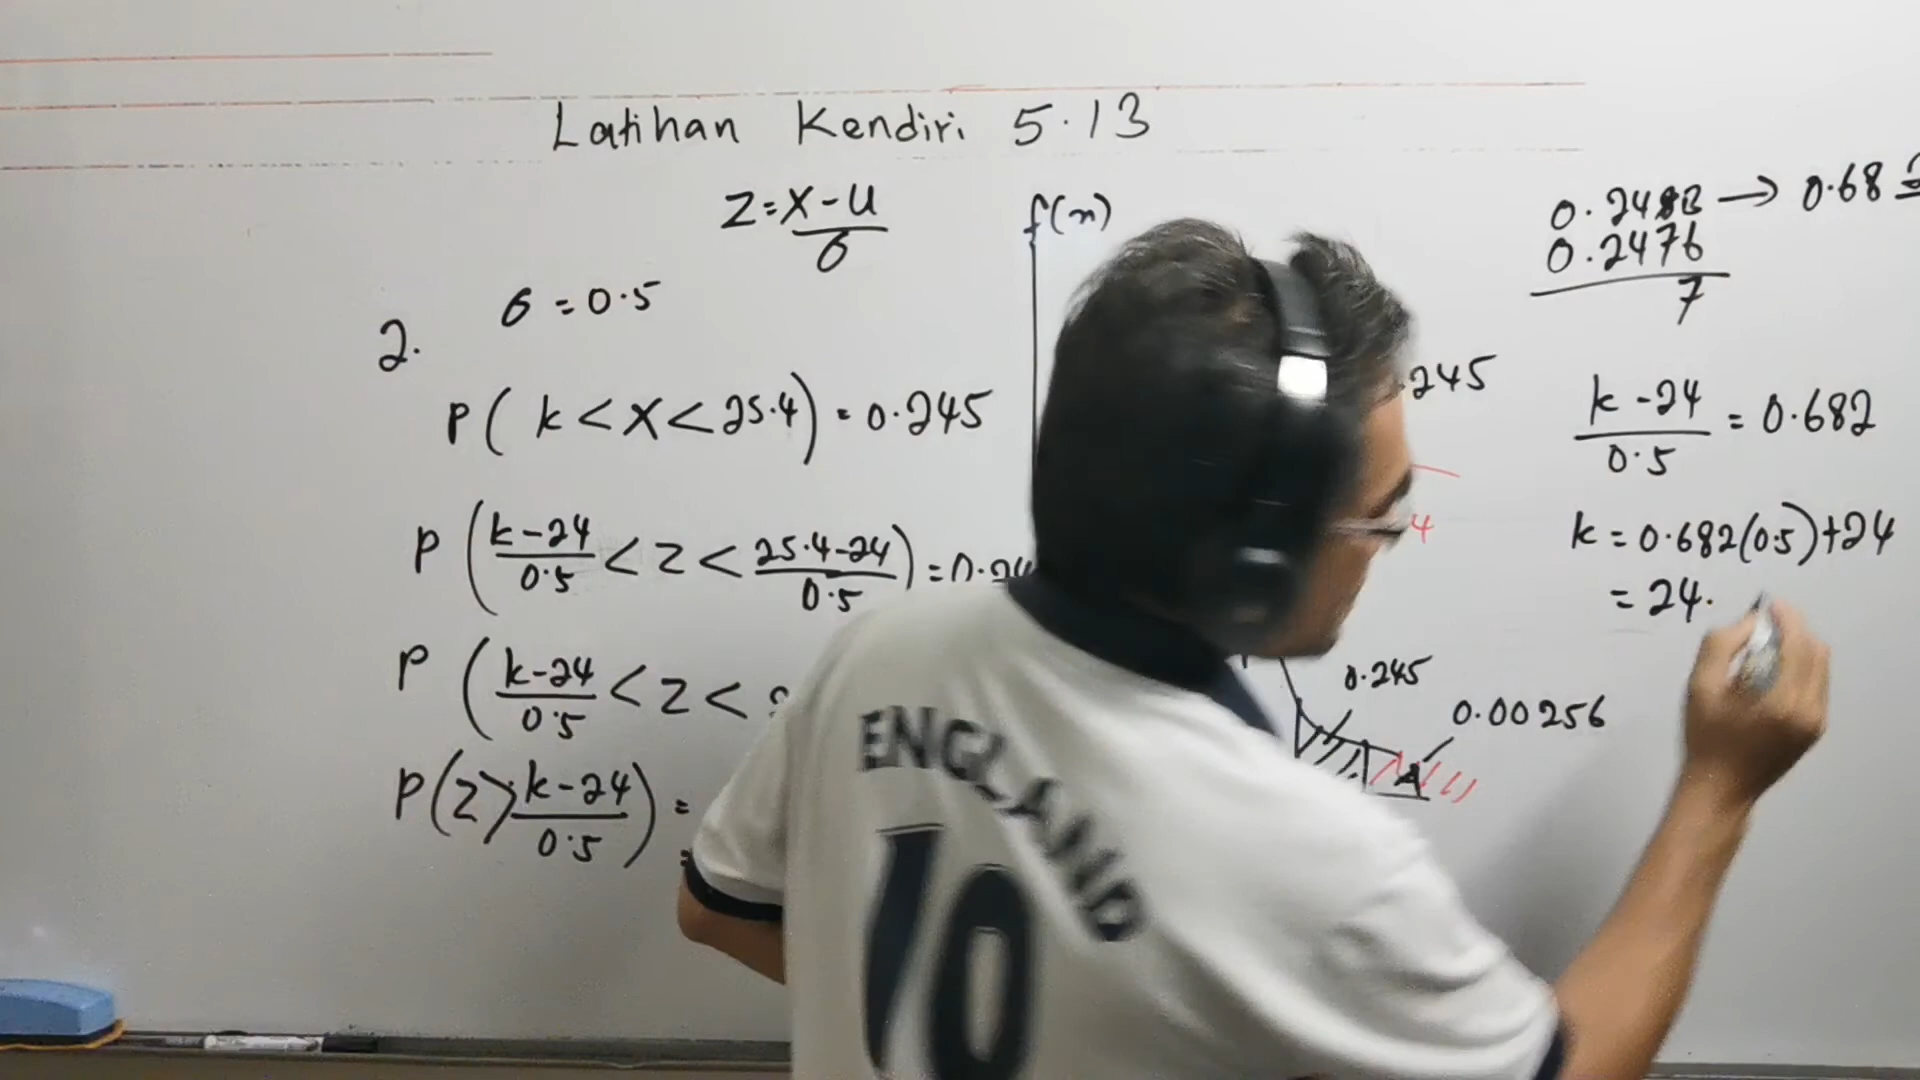 Latihan Kendiri 5.13
z = x - u / σ
f(x)
σ = 0.5
2.
P( k < X < 25.4) = 0.245
P( k-24 / 0.5 < z < 25.4-24 / 0.5 ) = 0.24
P ( k-24 / 0.5 < z <
P(z > k-24 / 0.5 ) =
=
245
4
0.245
0.00256
A
→ 0.68
0.2476
7
k - 24 / 0.5 = 0.682
k = 0.682(0.5)+24
= 24.
ENGLAND
10